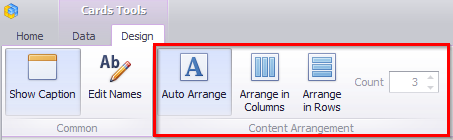 Cards Tools
Home Data Design
Ab
A
Show Caption Edit Names Auto Arrange Arrange in Columns Arrange in Rows Count 3
Common Content Arrangement